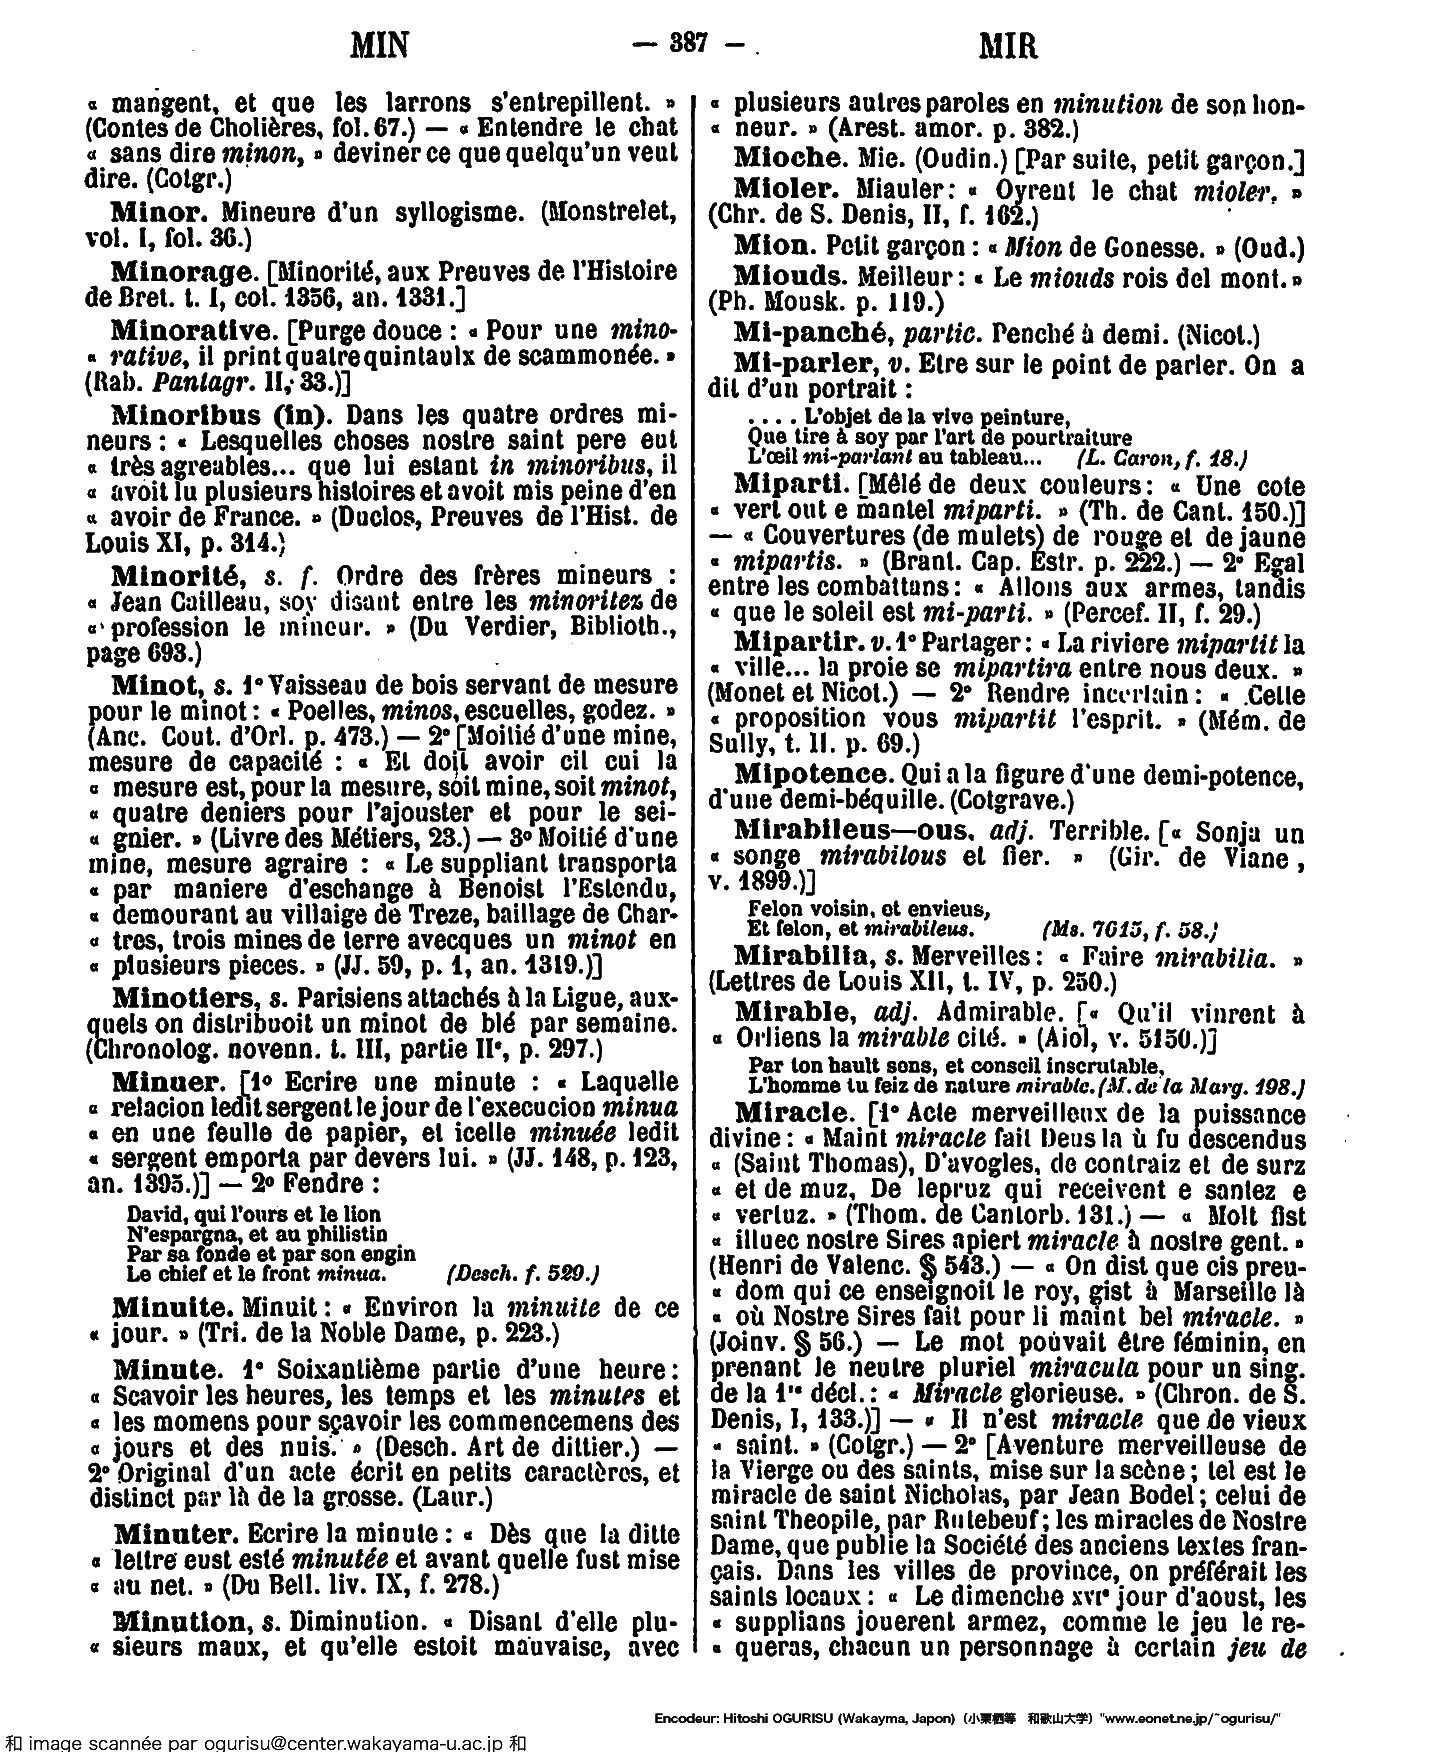 MIN
— 387 —
MIR
« mangent, et que les larrons s'entrepillent. »
(Contes de Cholières, fol. 67.) — « Entendre le chat
« sans dire minon, » deviner ce que quelqu'un veut
dire. (Cotgr.)
Minor. Mineure d'un syllogisme. (Monstrelet,
vol. I, fol. 36.)
Minorage. [Minorité, aux Preuves de l'Histoire
de Bret. t. I, col. 1356, an. 1331.]
Minorative. [Purge douce : « Pour une mino-
« rative, il print quatre quintaulx de scammonée. »
(Rab. Pantagr. II, 33.)]
Minoribus (in). Dans les quatre ordres mi-
neurs : « Lesquelles choses nostre saint pere eut
« très agreables... que lui estant in minoribus, il
« avoit lu plusieurs histoires et avoit mis peine d'en
« avoir de France. » (Duclos, Preuves de l'Hist. de
Louis XI, p. 314.)
Minorité, s. f. Ordre des frères mineurs :
« Jean Cailleau, soy disant entre les minoritez de
« profession le mineur. » (Du Verdier, Biblioth.,
page 693.)
Minot, s. 1° Vaisseau de bois servant de mesure
pour le minot : « Poelles, minos, escuelles, godez. »
(Anc. Cout. d'Orl. p. 473.) — 2° [Moitié d'une mine,
mesure de capacité : « Et doit avoir cil cui la
« mesure est, pour la mesure, soit mine, soit minot,
« quatre deniers pour l'ajouster et pour le sei-
« gnier. » (Livre des Métiers, 23.) — 3° Moitié d'une
mine, mesure agraire : « Le suppliant transporta
« par maniere d'eschange à Benoist l'Estendu,
« demourant au villaige de Treze, baillage de Char-
« tres, trois mines de terre avecques un minot en
« plusieurs pieces. » (JJ. 59, p. 1, an. 1319.)]
Minotiers, s. Parisiens attachés à la Ligue, aux-
quels on distribuoit un minot de blé par semaine.
(Chronolog. novenn. t. III, partie IIe, p. 297.)
Minuer. [1° Ecrire une minute : « Laquelle
« relacion ledit sergent le jour de l'execucion minua
« en une feulle de papier, et icelle minuée ledit
« sergent emporta par devers lui. » (JJ. 148, p. 123,
an. 1395.)] — 2° Fendre :
David, qui l'ours et le lion
N'espargna, et au philistin
Par sa fonde et par son engin
Le chief et le front minua. (Desch. f. 529.)
Minuite. Minuit : « Environ la minuite de ce
« jour. » (Tri. de la Noble Dame, p. 223.)
Minute. 1° Soixantième partie d'une heure :
« Scavoir les heures, les temps et les minutes et
« les momens pour sçavoir les commencemens des
« jours et des nuis. » (Desch. Art de dittier.) —
2° Original d'un acte écrit en petits caractères, et
distinct par là de la grosse. (Laur.)
Minuter. Ecrire la minute : « Dès que la ditte
« lettre eust esté minutée et avant quelle fust mise
« au net. » (Du Bell. liv. IX, f. 278.)
Minution, s. Diminution. « Disant d'elle plu-
« sieurs maux, et qu'elle estoit mauvaise, avec
« plusieurs autres paroles en minution de son hon-
« neur. » (Arest. amor. p. 382.)
Mioche. Mie. (Oudin.) [Par suite, petit garçon.]
Mioler. Miauler : « Oyrent le chat mioler. »
(Chr. de S. Denis, II, f. 162.)
Mion. Petit garçon : « Mion de Gonesse. » (Oud.)
Miouds. Meilleur : « Le miouds rois del mont. »
(Ph. Mousk. p. 119.)
Mi-panché, partic. Penché à demi. (Nicot.)
Mi-parler, v. Etre sur le point de parler. On a
dit d'un portrait :
.... L'objet de la vive peinture,
Que tire à soy par l'art de pourtraiture
L'œil mi-parlant au tableau... (L. Caron, f. 18.)
Miparti. [Mêlé de deux couleurs : « Une cote
« vert out e mantel miparti. » (Th. de Cant. 150.)]
— « Couvertures (de mulets) de rouge et de jaune
« mipartis. » (Brant. Cap. Estr. p. 222.) — 2° Egal
entre les combattans : « Allons aux armes, tandis
« que le soleil est mi-parti. » (Percef. II, f. 29.)
Mipartir. v. 1° Partager : « La riviere mipartit la
« ville... la proie se mipartira entre nous deux. »
(Monet et Nicot.) — 2° Rendre incertain : « Celle
« proposition vous mipartit l'esprit. » (Mém. de
Sully, t. II. p. 69.)
Mipotence. Qui a la figure d'une demi-potence,
d'une demi-béquille. (Cotgrave.)
Mirabileus—ous, adj. Terrible. [« Sonja un
« songe mirabilous et fier. » (Gir. de Viane,
v. 1899.)]
Felon voisin, et envieus,
Et felon, et mirabileus. (Ms. 7615, f. 58.)
Mirabilia, s. Merveilles : « Faire mirabilia. »
(Lettres de Louis XII, t. IV, p. 250.)
Mirable, adj. Admirable. [« Qu'il vinrent à
« Orliens la mirable cité. » (Aiol, v. 5150.)]
Par ton hault sens, et conseil inscrutable,
L'homme tu feiz de nature mirable. (M. de la Marg. 198.)
Miracle. [1° Acte merveilleux de la puissance
divine : « Maint miracle fait Deus la ù fu descendus
« (Saint Thomas), D'avogles, de contraiz et de surz
« et de muz, De lepruz qui receivent e santez e
« vertuz. » (Thom. de Cantorb. 131.) — « Molt fist
« illuec nostre Sires apiert miracle à nostre gent. »
(Henri de Valenc. § 543.) — « On dist que cis preu-
« dom qui ce enseignoit le roy, gist à Marseille là
« où Nostre Sires fait pour li maint bel miracle. »
(Joinv. § 56.) — Le mot pouvait être féminin, en
prenant le neutre pluriel miracula pour un sing.
de la 1re décl. : « Miracle glorieuse. » (Chron. de S.
Denis, I, 133.)] — « Il n'est miracle que de vieux
« saint. » (Cotgr.) — 2° [Aventure merveilleuse de
la Vierge ou des saints, mise sur la scène ; tel est le
miracle de saint Nicholas, par Jean Bodel ; celui de
saint Theopile, par Rutebeuf ; les miracles de Nostre
Dame, que publie la Société des anciens textes fran-
çais. Dans les villes de province, on préférait les
saints locaux : « Le dimenche xvie jour d'aoust, les
« supplians jouerent armez, comme le jeu le re-
« queras, chacun un personnage à certain jeu de
Encodeur: Hitoshi OGURISU (Wakayma, Japon) (小栗栖等 和歌山大学) "www.eonet.ne.jp/~ogurisu/"
和 image scannée par ogurisu@center.wakayama-u.ac.jp 和